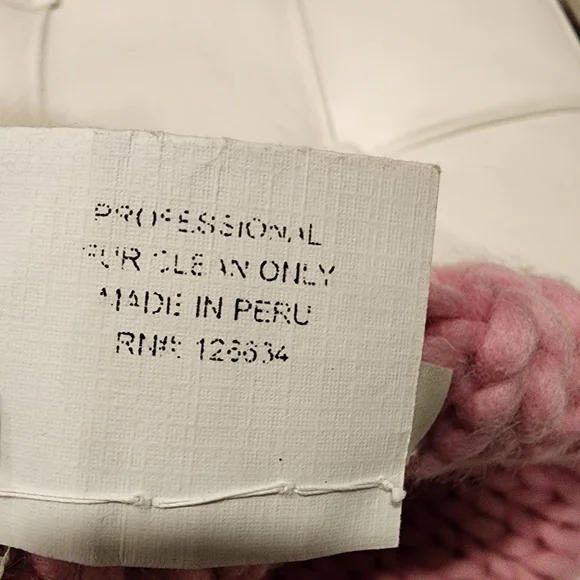 PROFESSIONAL
FUR CLEAN ONLY
MADE IN PERU
RN#: 126634